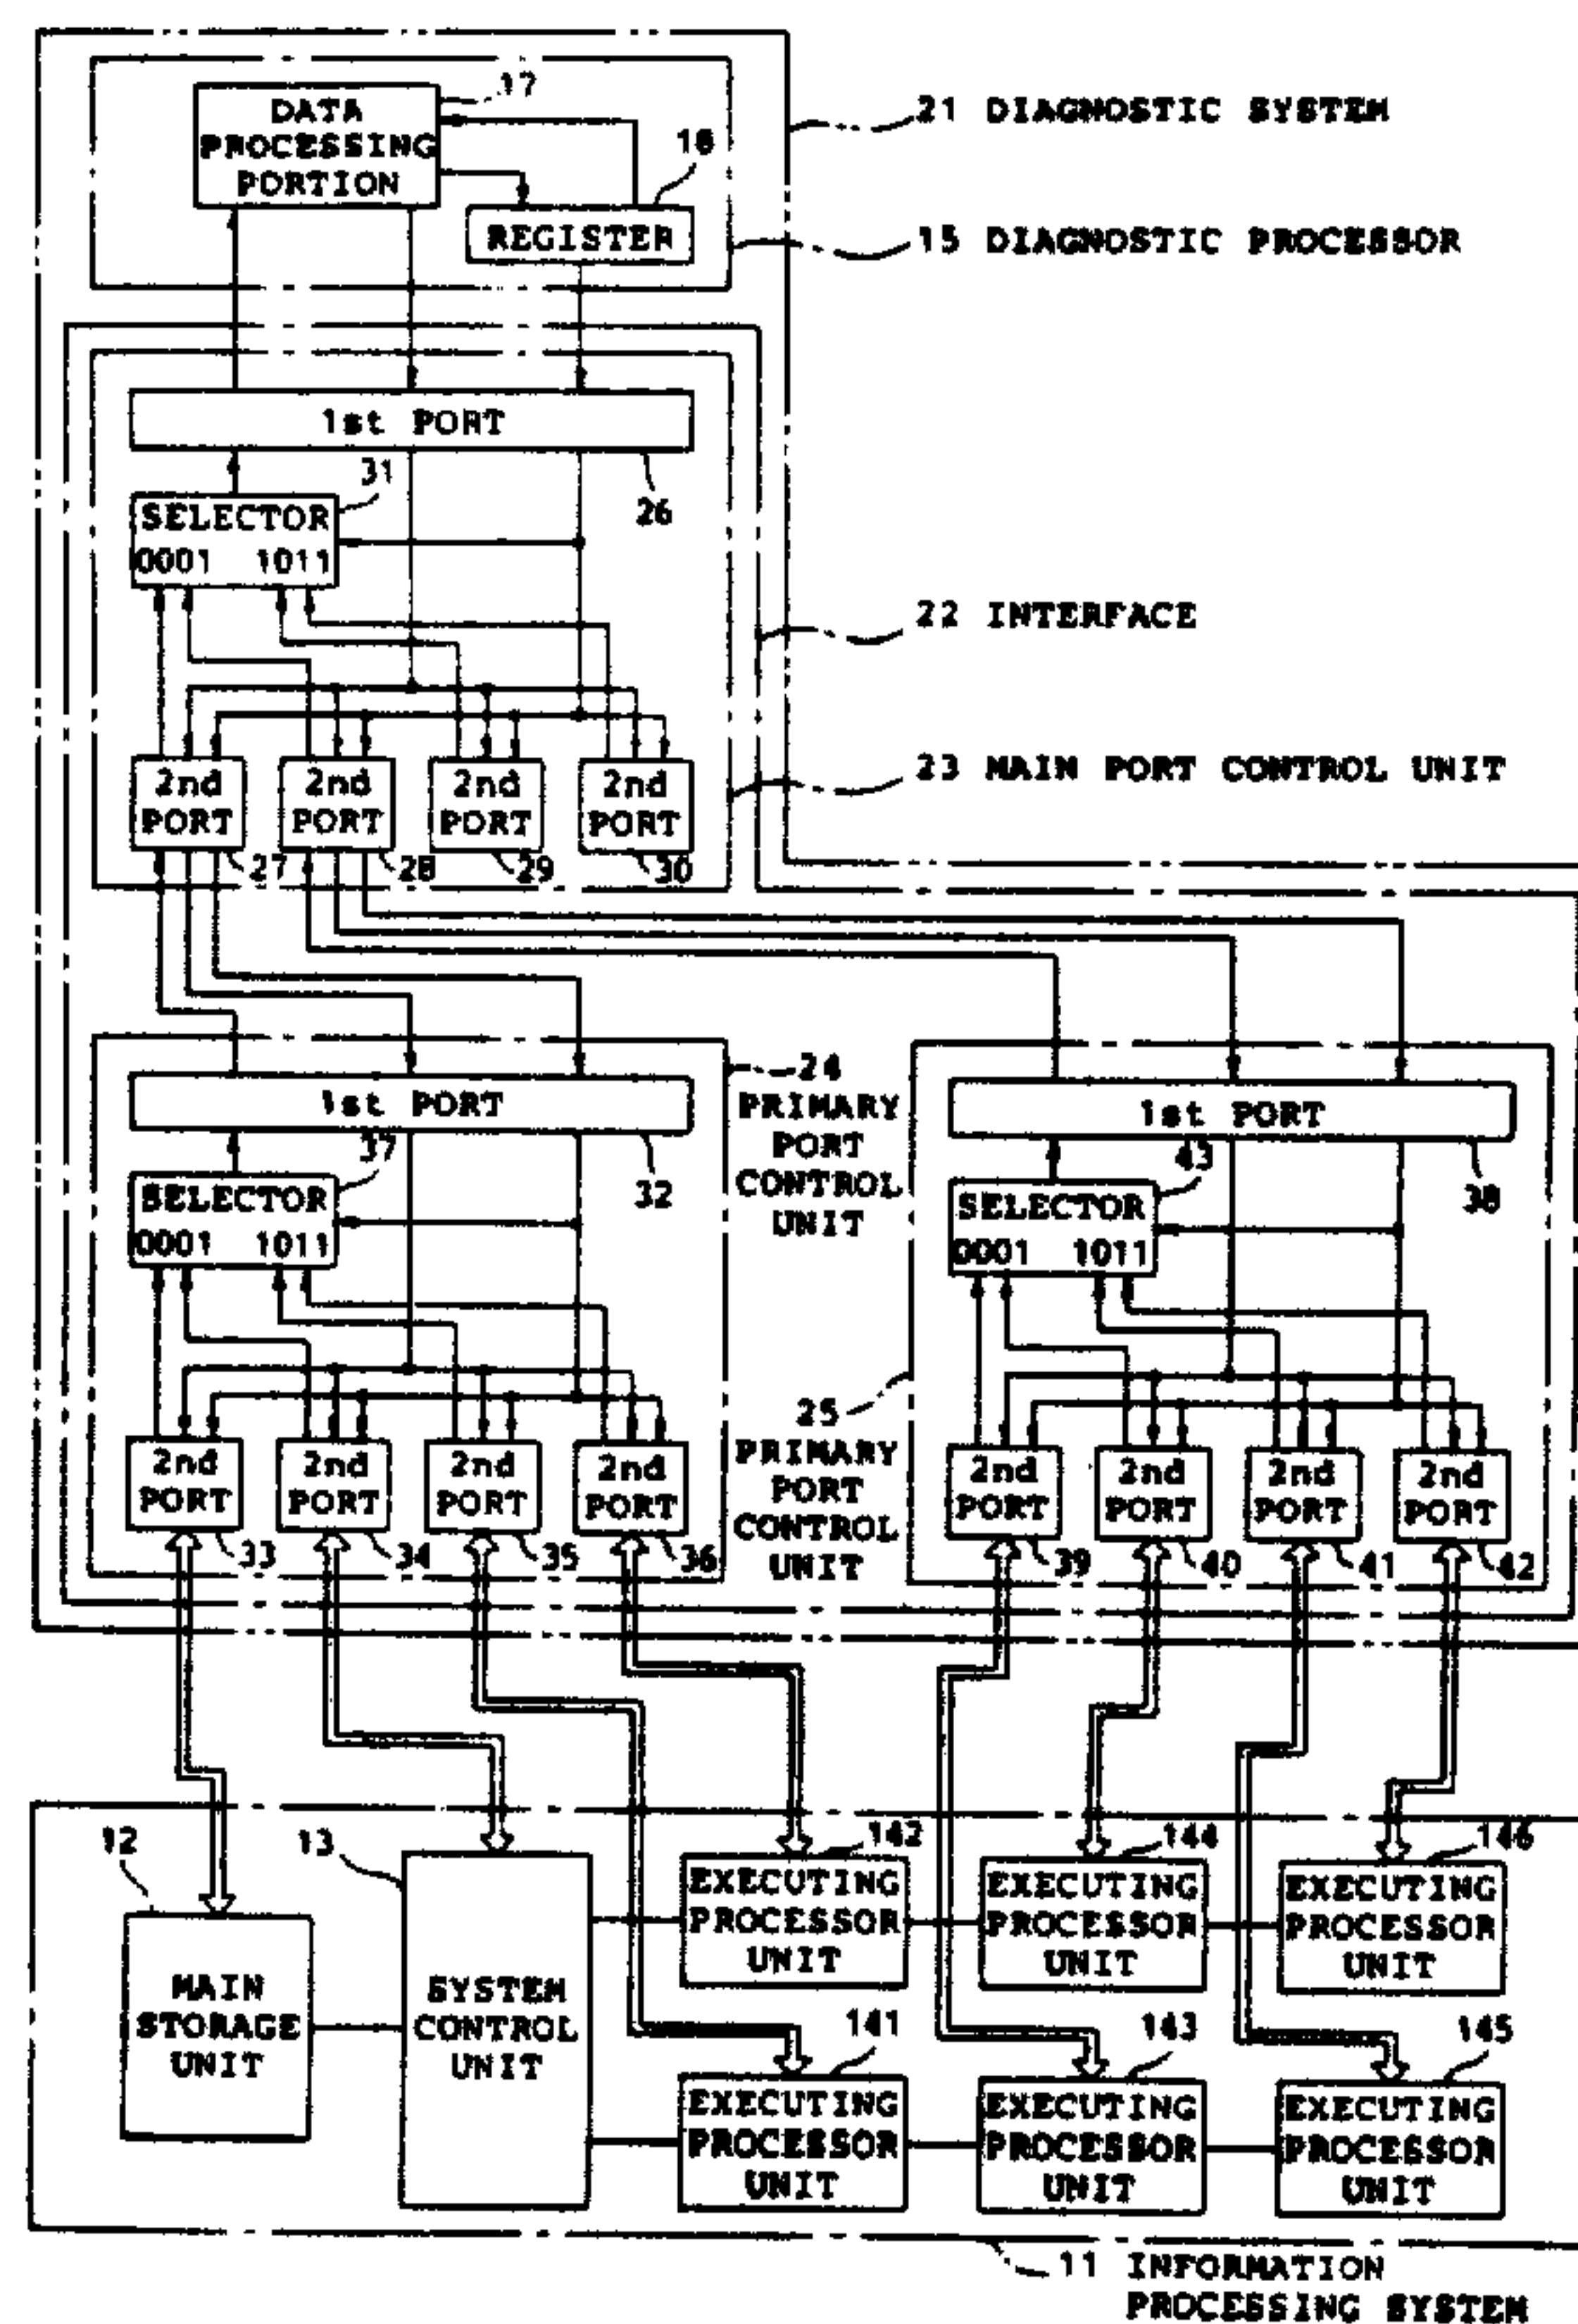 17
DATA
PROCESSING
PORTION
21 DIAGNOSTIC SYSTEM
18
REGISTER
15 DIAGNOSTIC PROCESSOR
1st PORT
31
26
SELECTOR
0001 1011
22 INTERFACE
2nd PORT
2nd PORT
2nd PORT
2nd PORT
23 MAIN PORT CONTROL UNIT
27
28
29
30
24
PRIMARY
PORT
CONTROL
UNIT
1st PORT
37
32
SELECTOR
0001 1011
1st PORT
43
38
SELECTOR
0001 1011
25
PRIMARY
PORT
CONTROL
UNIT
2nd PORT
2nd PORT
2nd PORT
2nd PORT
33
34
35
36
2nd PORT
2nd PORT
2nd PORT
2nd PORT
39
40
41
42
12
13
142
144
146
MAIN
STORAGE
UNIT
SYSTEM
CONTROL
UNIT
EXECUTING
PROCESSOR
UNIT
EXECUTING
PROCESSOR
UNIT
EXECUTING
PROCESSOR
UNIT
141
143
145
EXECUTING
PROCESSOR
UNIT
EXECUTING
PROCESSOR
UNIT
EXECUTING
PROCESSOR
UNIT
11 INFORMATION
PROCESSING SYSTEM